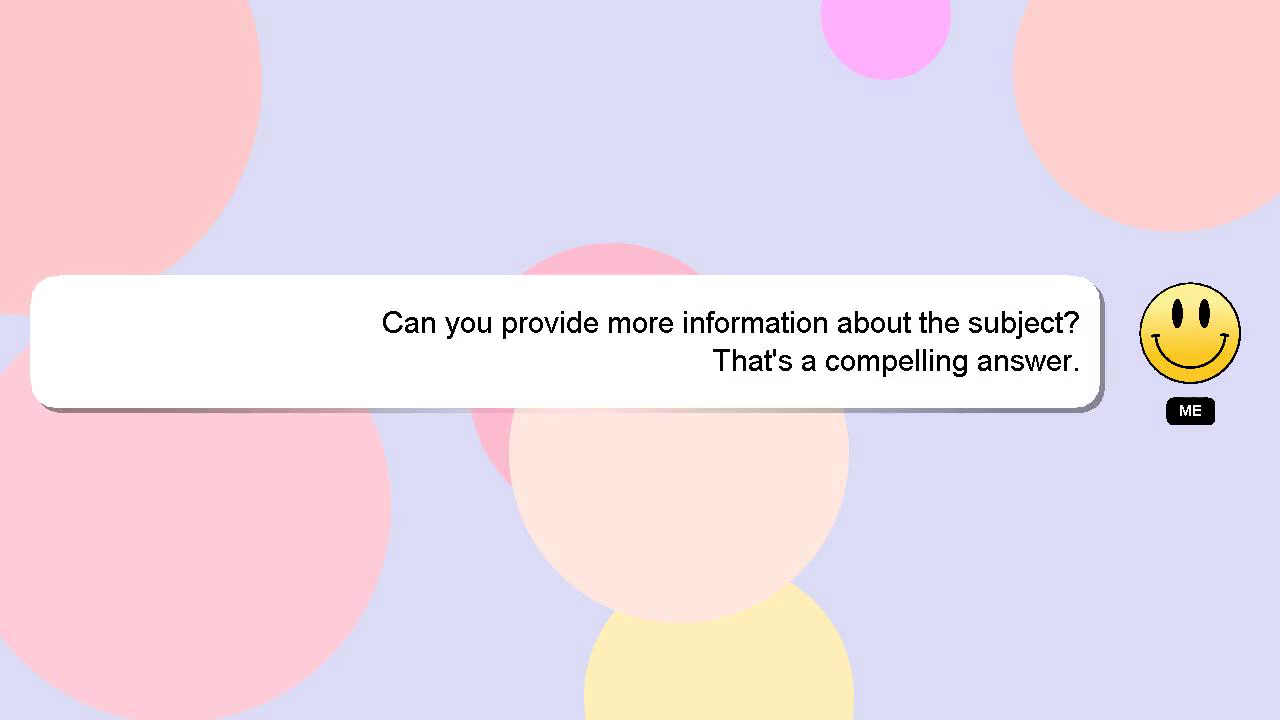 Can you provide more information about the subject?
That's a compelling answer.
ME